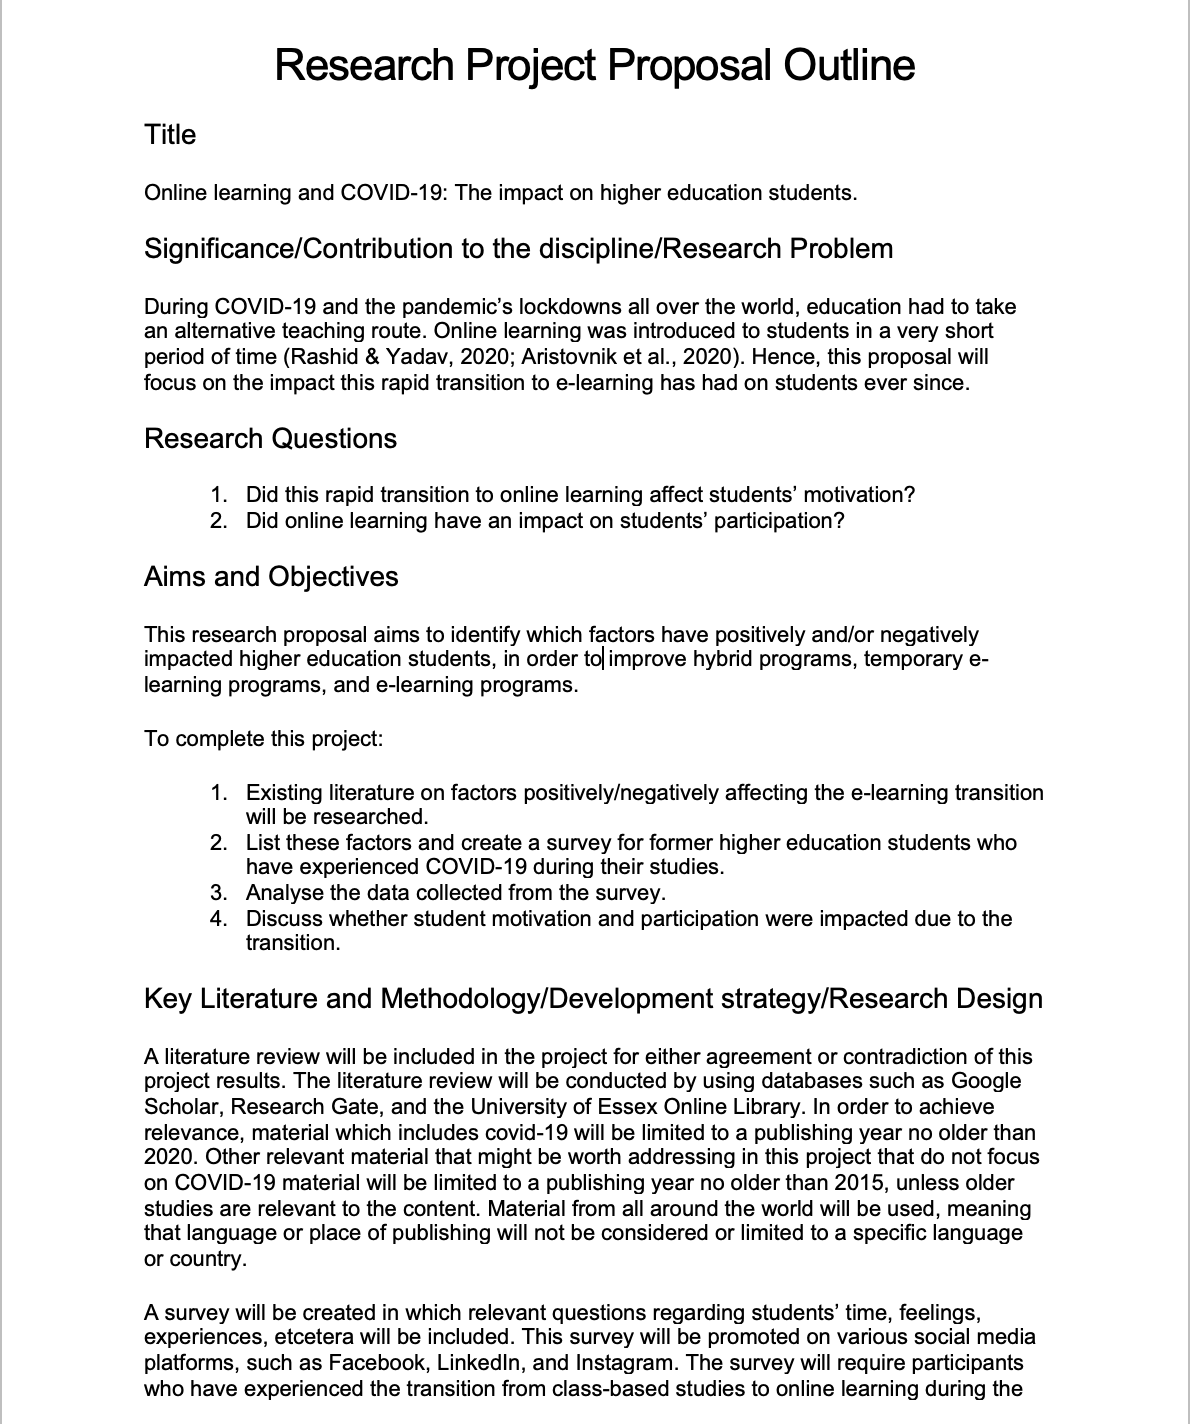 Research Project Proposal Outline
Title
Online learning and COVID-19: The impact on higher education students.
Significance/Contribution to the discipline/Research Problem
During COVID-19 and the pandemic’s lockdowns all over the world, education had to take
an alternative teaching route. Online learning was introduced to students in a very short
period of time (Rashid & Yadav, 2020; Aristovnik et al., 2020). Hence, this proposal will
focus on the impact this rapid transition to e-learning has had on students ever since.
Research Questions
1. Did this rapid transition to online learning affect students’ motivation?
2. Did online learning have an impact on students’ participation?
Aims and Objectives
This research proposal aims to identify which factors have positively and/or negatively
impacted higher education students, in order to improve hybrid programs, temporary e-
learning programs, and e-learning programs.
To complete this project:
1. Existing literature on factors positively/negatively affecting the e-learning transition
will be researched.
2. List these factors and create a survey for former higher education students who
have experienced COVID-19 during their studies.
3. Analyse the data collected from the survey.
4. Discuss whether student motivation and participation were impacted due to the
transition.
Key Literature and Methodology/Development strategy/Research Design
A literature review will be included in the project for either agreement or contradiction of this
project results. The literature review will be conducted by using databases such as Google
Scholar, Research Gate, and the University of Essex Online Library. In order to achieve
relevance, material which includes covid-19 will be limited to a publishing year no older than
2020. Other relevant material that might be worth addressing in this project that do not focus
on COVID-19 material will be limited to a publishing year no older than 2015, unless older
studies are relevant to the content. Material from all around the world will be used, meaning
that language or place of publishing will not be considered or limited to a specific language
or country.
A survey will be created in which relevant questions regarding students’ time, feelings,
experiences, etcetera will be included. This survey will be promoted on various social media
platforms, such as Facebook, LinkedIn, and Instagram. The survey will require participants
who have experienced the transition from class-based studies to online learning during the